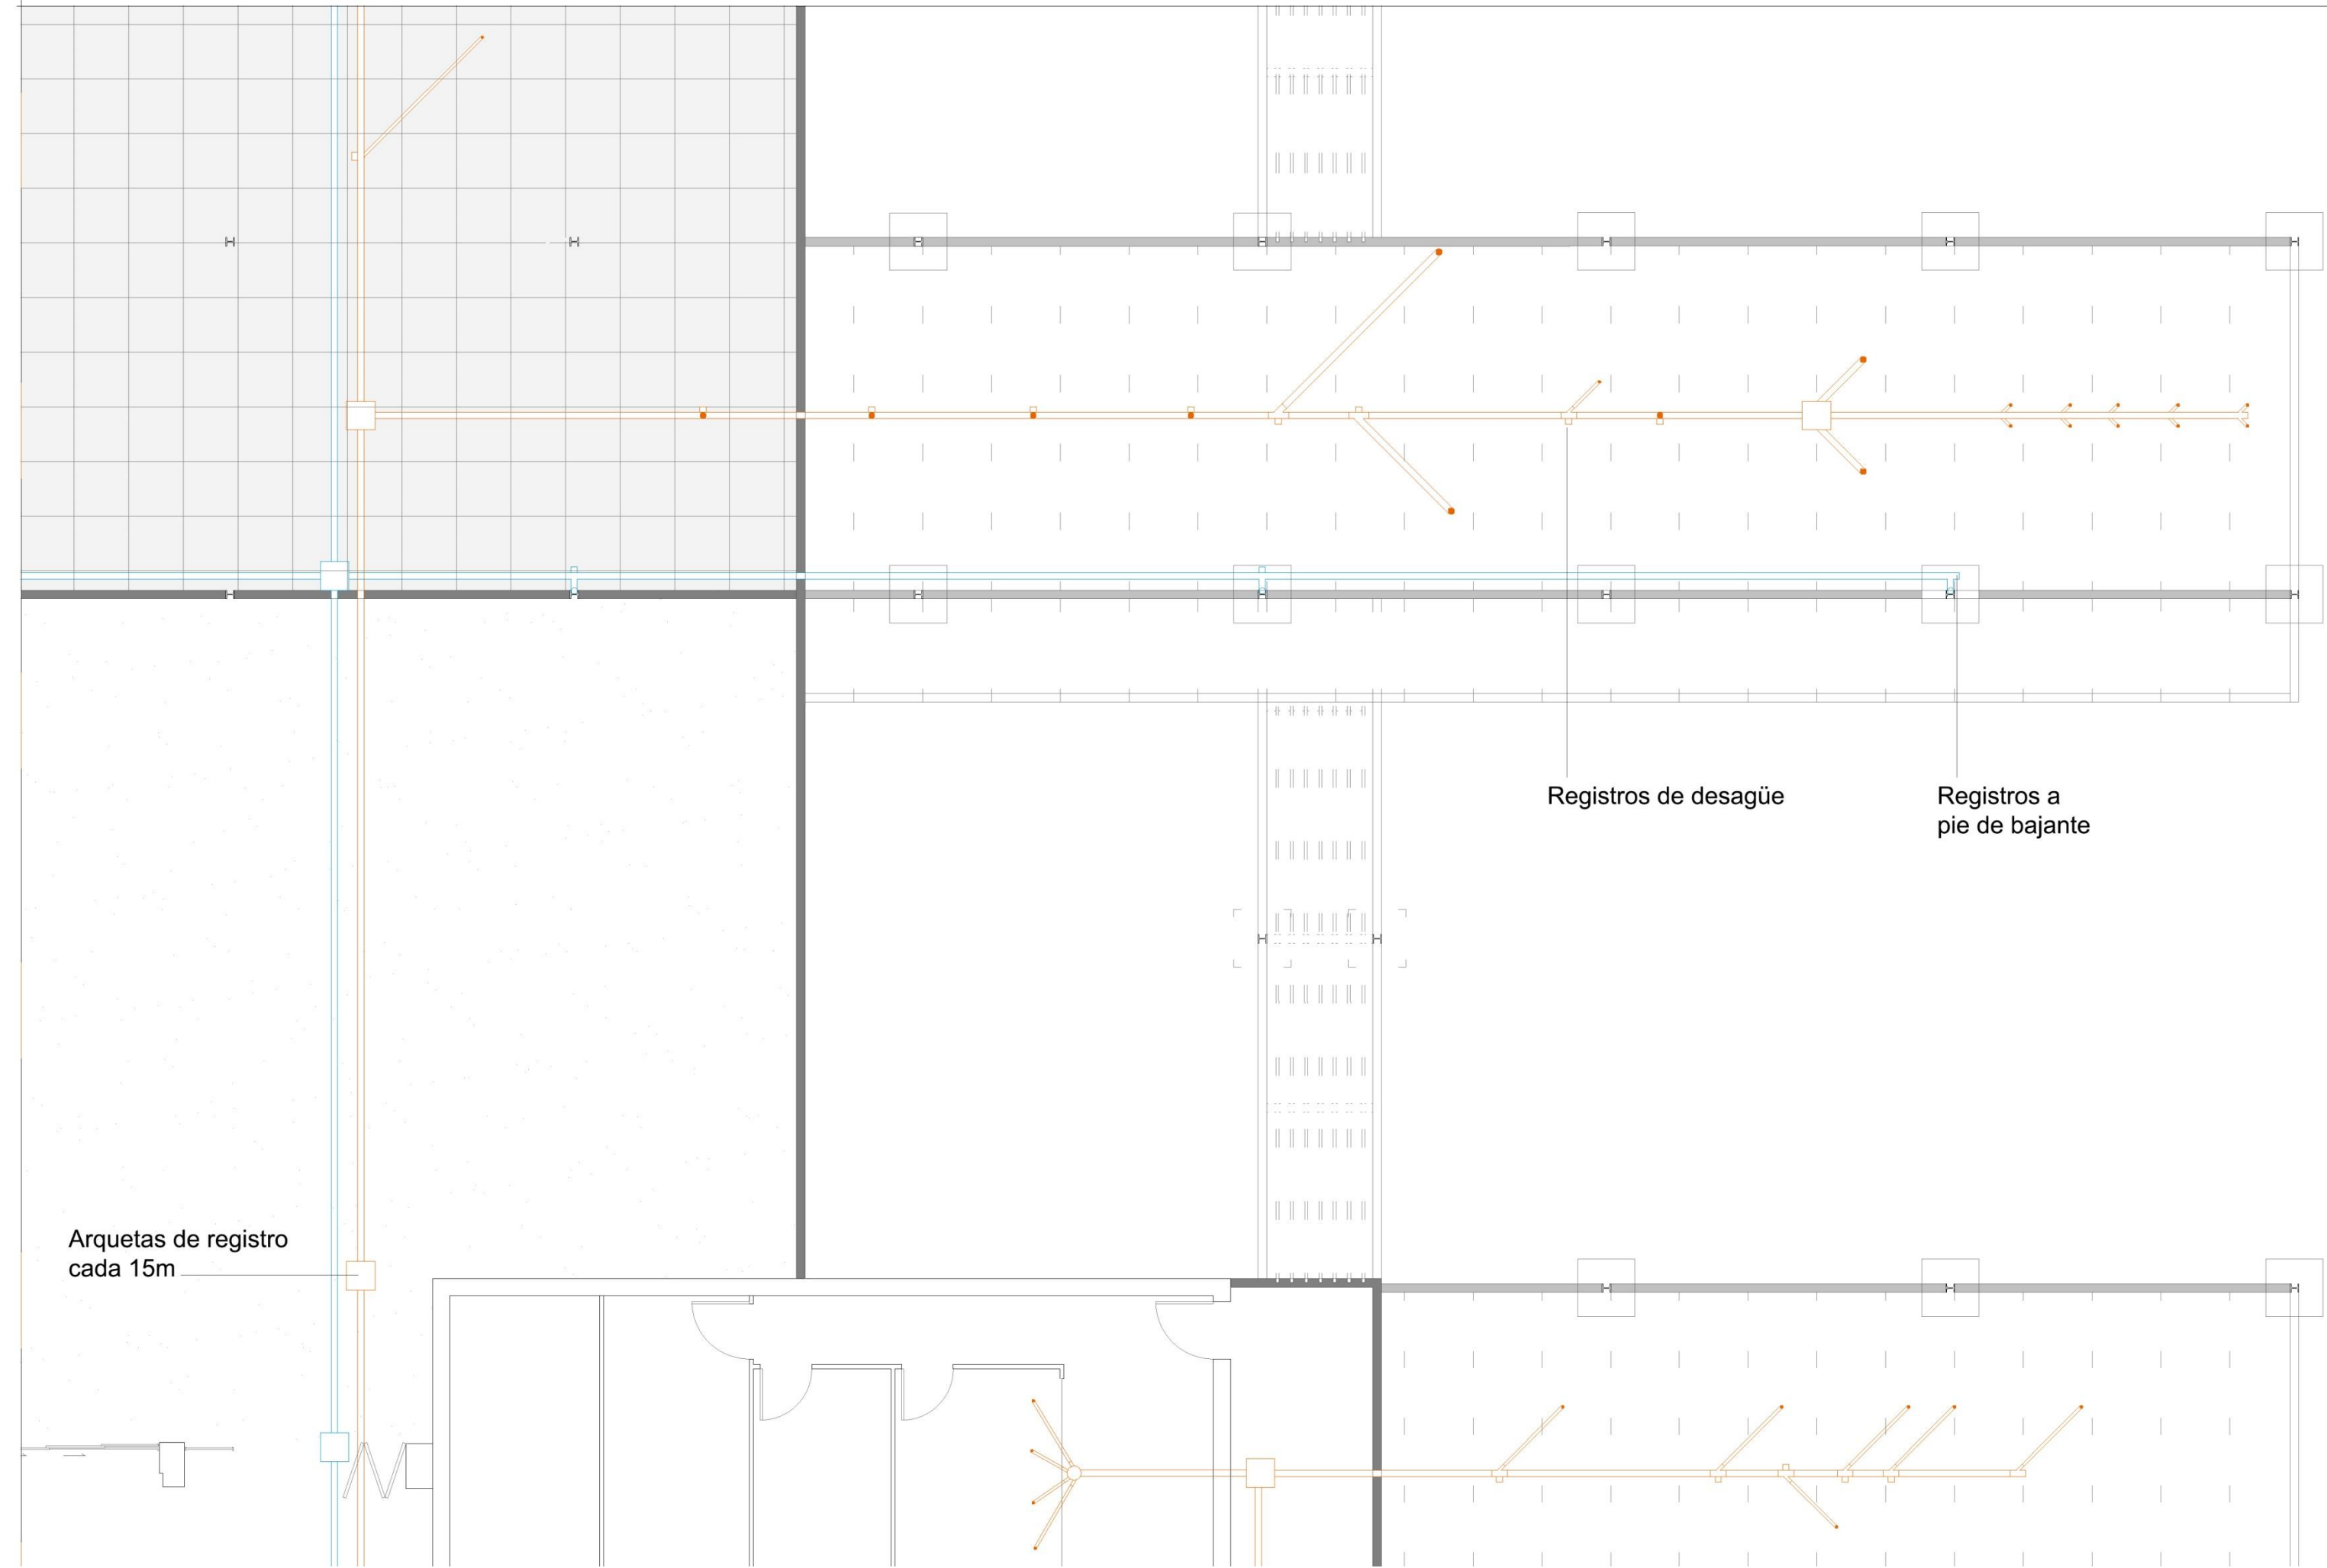 Registros de desagüe
Registros a
pie de bajante
Arquetas de registro
cada 15m